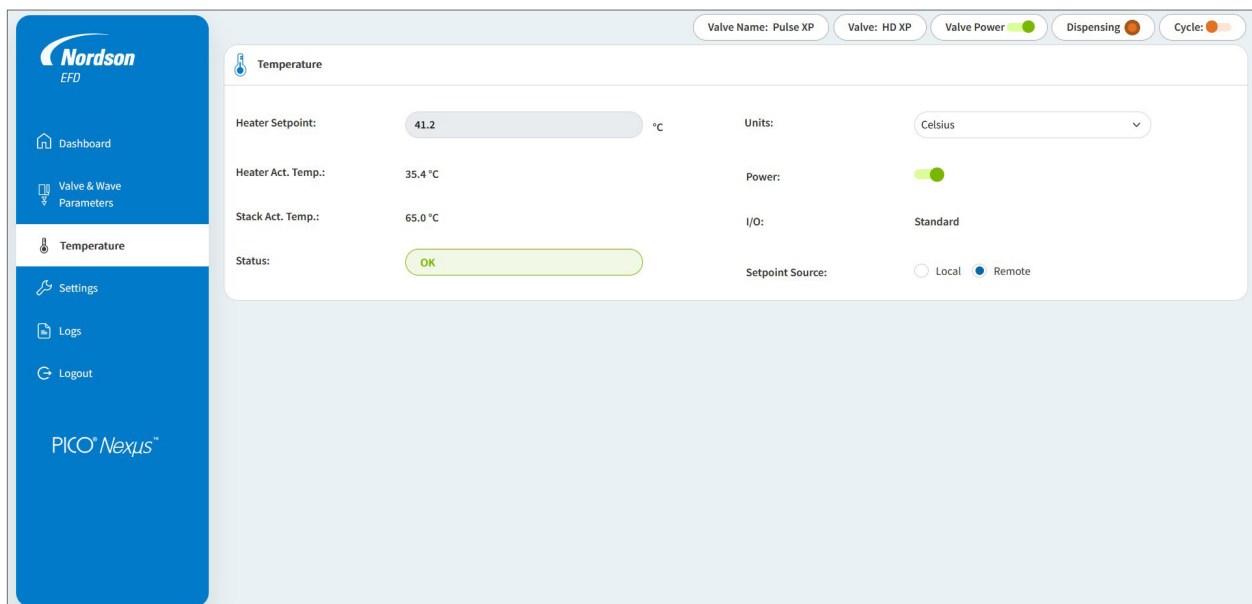 Nordson
EFD
Dashboard
Valve & Wave
Parameters
Temperature
Settings
Logs
Logout
PICO® Nexμs™
Valve Name: Pulse XP
Valve: HD XP
Valve Power
Dispensing
Cycle:
Temperature
Heater Setpoint: 41.2 °C
Units: Celsius
Heater Act. Temp.: 35.4 °C
Power:
Stack Act. Temp.: 65.0 °C
I/O: Standard
Status: OK
Setpoint Source: Local Remote